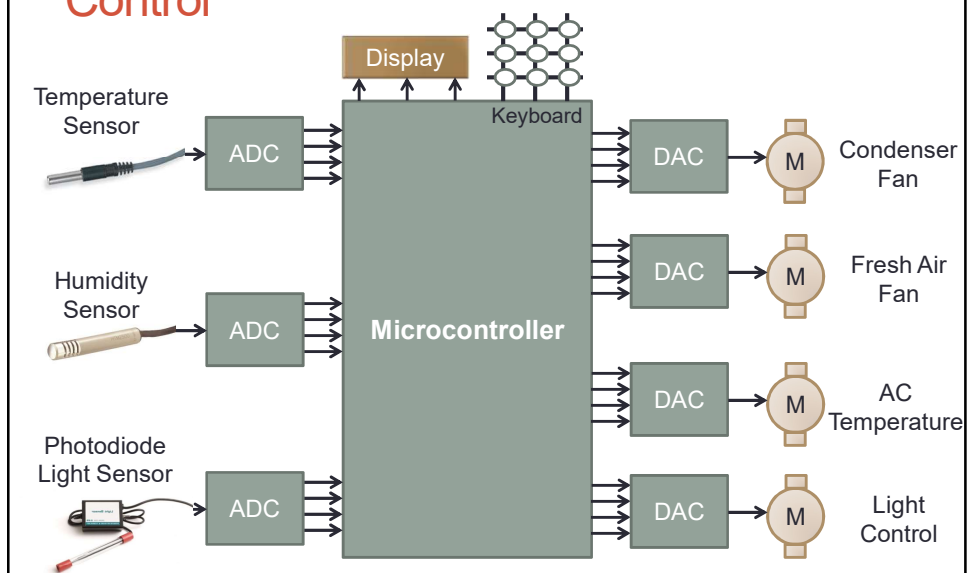 Control
Display
Keyboard
Temperature
Sensor
ADC
DAC
M
Condenser
Fan
Humidity
Sensor
ADC
Microcontroller
DAC
M
Fresh Air
Fan
DAC
M
AC
Temperature
Photodiode
Light Sensor
ADC
DAC
M
Light
Control